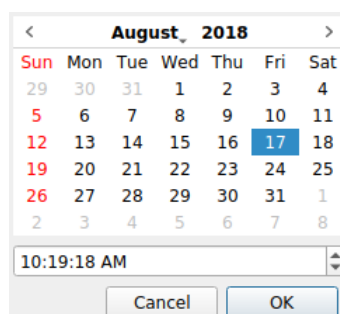 < August 2018 >
Sun Mon Tue Wed Thu Fri Sat
29 30 31 1 2 3 4
5 6 7 8 9 10 11
12 13 14 15 16 17 18
19 20 21 22 23 24 25
26 27 28 29 30 31 1
2 3 4 5 6 7 8
10:19:18 AM
Cancel OK